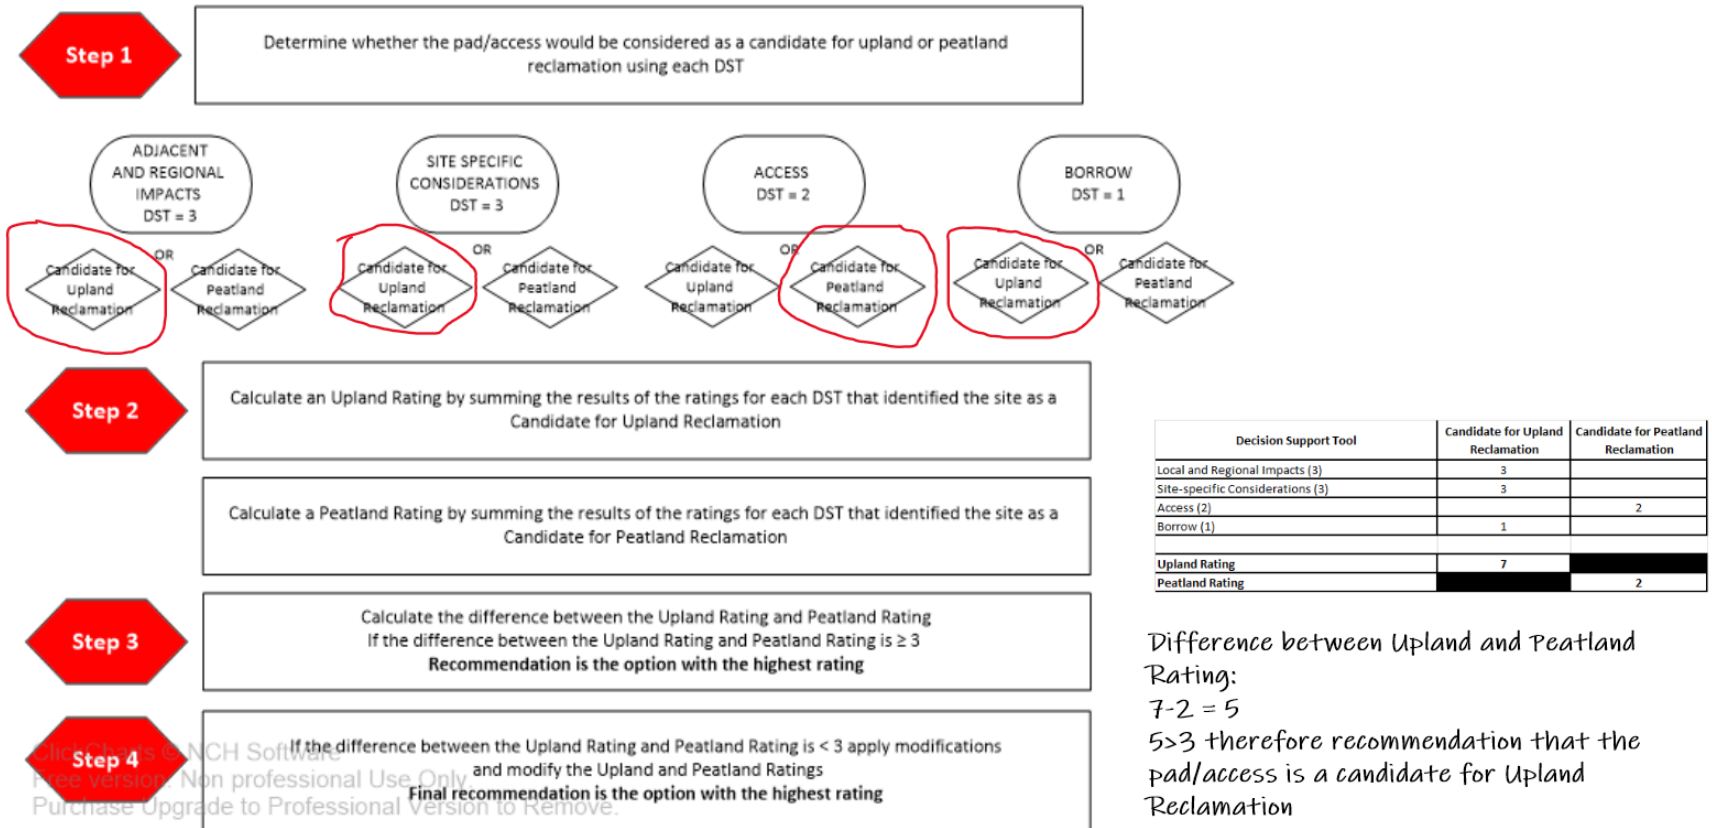 Step 1
Determine whether the pad/access would be considered as a candidate for upland or peatland
reclamation using each DST
ADJACENT
AND REGIONAL
IMPACTS
DST = 3
SITE SPECIFIC
CONSIDERATIONS
DST = 3
ACCESS
DST = 2
BORROW
DST = 1
OR
Candidate for
Upland
Reclamation
Candidate for
Peatland
Reclamation
OR
Candidate for
Upland
Reclamation
Candidate for
Peatland
Reclamation
OR
Candidate for
Upland
Reclamation
Candidate for
Peatland
Reclamation
OR
Candidate for
Upland
Reclamation
Candidate for
Peatland
Reclamation
Step 2
Calculate an Upland Rating by summing the results of the ratings for each DST that identified the site as a
Candidate for Upland Reclamation
Calculate a Peatland Rating by summing the results of the ratings for each DST that identified the site as a
Candidate for Peatland Reclamation
Step 3
Calculate the difference between the Upland Rating and Peatland Rating
If the difference between the Upland Rating and Peatland Rating is ≥ 3
Recommendation is the option with the highest rating
Step 4
If the difference between the Upland Rating and Peatland Rating is < 3 apply modifications
and modify the Upland and Peatland Ratings
Final recommendation is the option with the highest rating
ClickCharts © NCH Software
Free version. Non professional Use Only.
Purchase Upgrade to Professional Version to Remove.
Decision Support Tool
Candidate for Upland
Reclamation
Candidate for Peatland
Reclamation
Local and Regional Impacts (3) 3
Site-specific Considerations (3) 3
Access (2) 2
Borrow (1) 1
Upland Rating 7
Peatland Rating 2
Difference between Upland and Peatland
Rating:
7-2 = 5
5>3 therefore recommendation that the
pad/access is a candidate for Upland
Reclamation